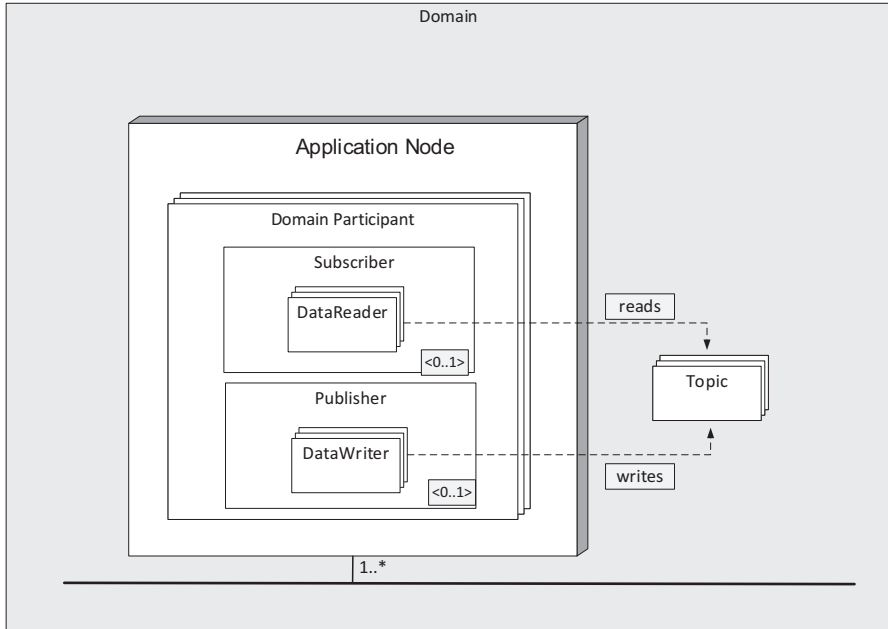 Domain
Application Node
Domain Participant
Subscriber
DataReader
<0..1>
reads
Topic
Publisher
DataWriter
<0..1>
writes
1..*